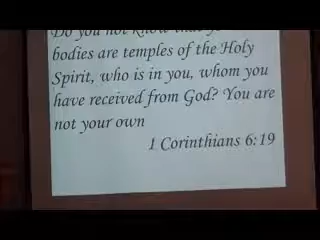 Do you not know that
bodies are temples of the Holy
Spirit, who is in you, whom you
have received from God? You are
not your own
1 Corinthians 6:19